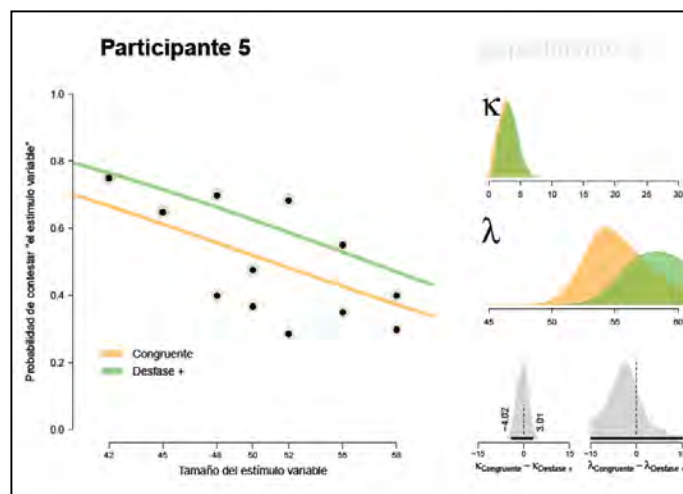 Participante 5
Probabilidad de contestar "el estímulo variable"
1.0
0.8
0.6
0.4
0.2
0.0
Congruente
Desfase +
42
45
48
50
52
55
58
Tamaño del estímulo variable
κ
0 5 10 15 20 25 30
λ
45 50 55 60
−4.02
3.01
−15 0 15
κCongruente − κDesfase +
−15 0 15
λCongruente − λDesfase +